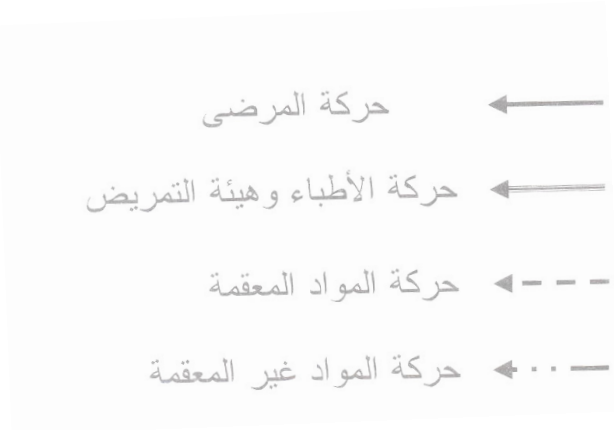 حركة المرضى
حركة الأطباء وهيئة التمريض
حركة المواد المعقمة
حركة المواد غير المعقمة